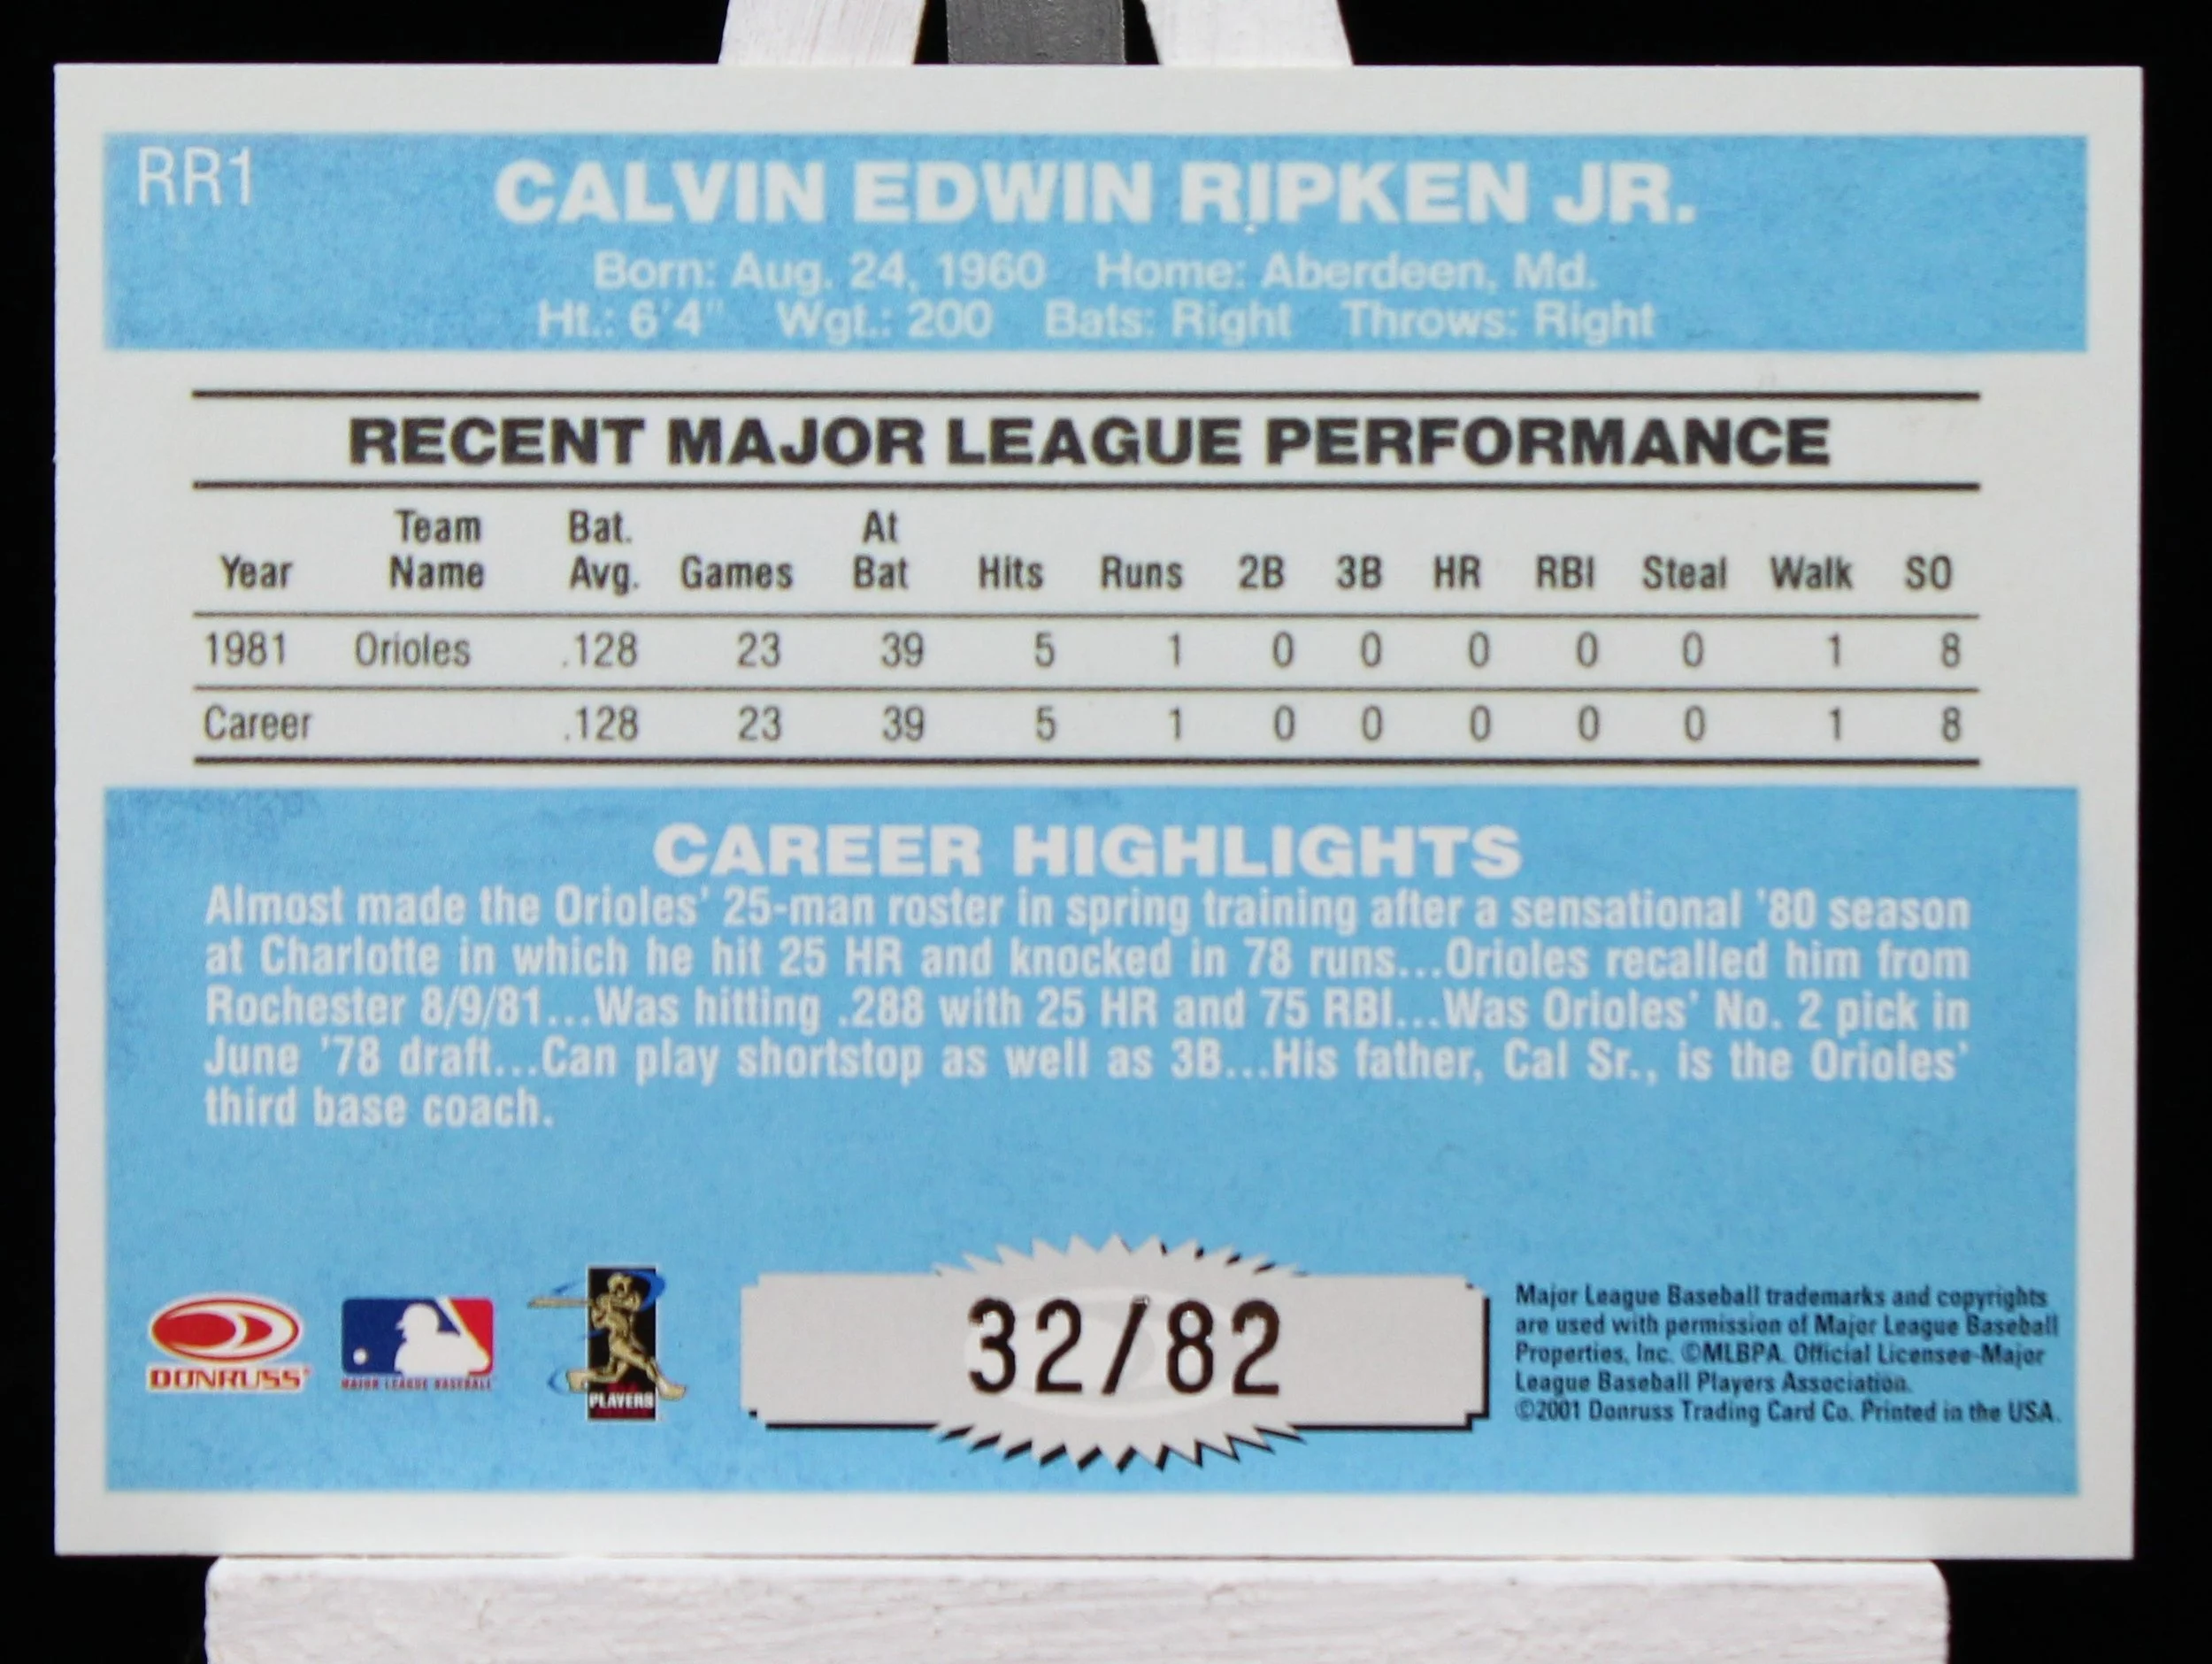 RR1
CALVIN EDWIN RIPKEN JR.
Born: Aug. 24, 1960 Home: Aberdeen, Md.
Ht.: 6'4" Wgt.: 200 Bats: Right Throws: Right
RECENT MAJOR LEAGUE PERFORMANCE
Year Team Name Bat. Avg. Games At Bat Hits Runs 2B 3B HR RBI Steal Walk SO
1981 Orioles .128 23 39 5 1 0 0 0 0 0 1 8
Career .128 23 39 5 1 0 0 0 0 0 1 8
CAREER HIGHLIGHTS
Almost made the Orioles' 25-man roster in spring training after a sensational '80 season
at Charlotte in which he hit 25 HR and knocked in 78 runs...Orioles recalled him from
Rochester 8/9/81...Was hitting .288 with 25 HR and 75 RBI...Was Orioles' No. 2 pick in
June '78 draft...Can play shortstop as well as 3B...His father, Cal Sr., is the Orioles'
third base coach.
DONRUSS
MAJOR LEAGUE BASEBALL
PLAYERS
32/82
Major League Baseball trademarks and copyrights
are used with permission of Major League Baseball
Properties, Inc. ©MLBPA. Official Licensee-Major
League Baseball Players Association.
©2001 Donruss Trading Card Co. Printed in the USA.